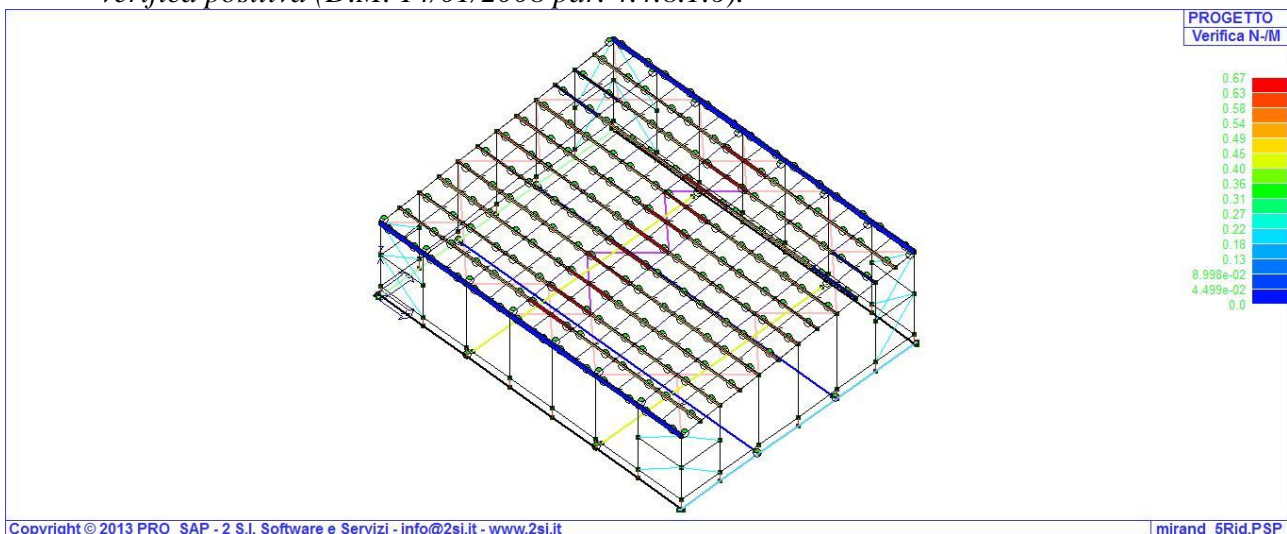 verifica positiva (D.M. 14/01/2008 par. 4.4.8.1.6).
PROGETTO
Verifica N-/M
0.67
0.63
0.58
0.54
0.49
0.45
0.40
0.36
0.31
0.27
0.22
0.18
0.13
8.998e-02
4.499e-02
0.0
Copyright © 2013 PRO_SAP - 2 S.I. Software e Servizi - info@2si.it - www.2si.it
mirand_5Rid.PSP